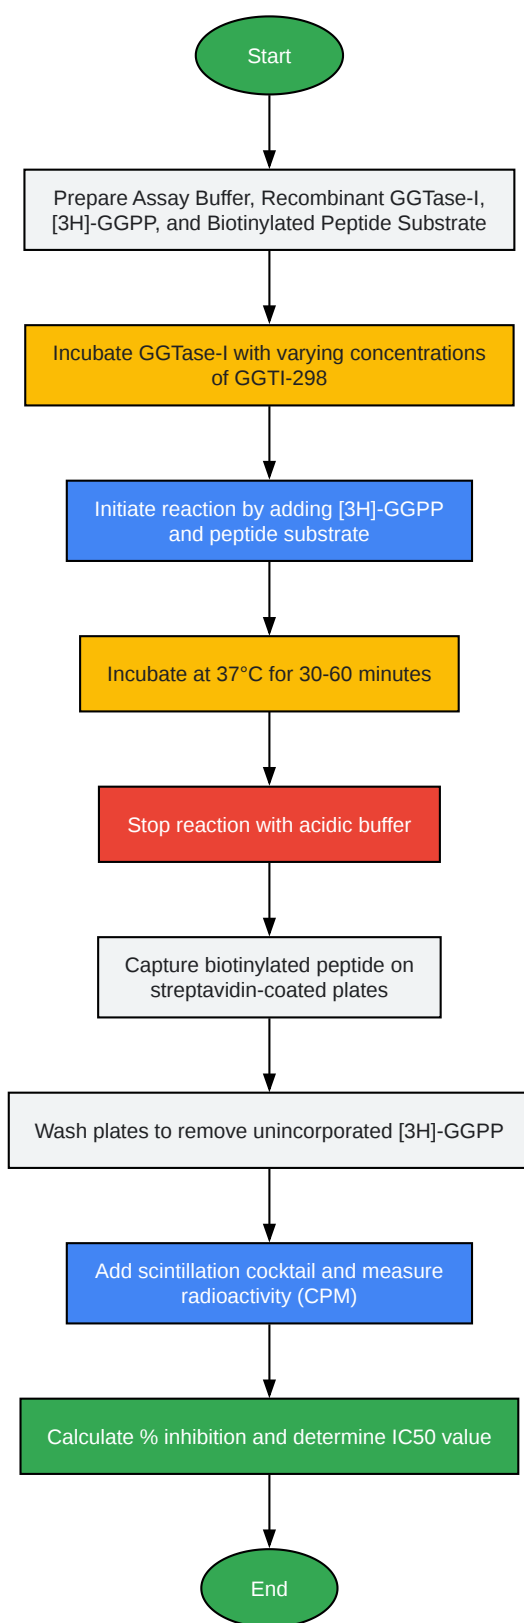 Start
Prepare Assay Buffer, Recombinant GGTase-I,
[3H]-GGPP, and Biotinylated Peptide Substrate
Incubate GGTase-I with varying concentrations
of GGTI-298
Initiate reaction by adding [3H]-GGPP
and peptide substrate
Incubate at 37°C for 30-60 minutes
Stop reaction with acidic buffer
Capture biotinylated peptide on
streptavidin-coated plates
Wash plates to remove unincorporated [3H]-GGPP
Add scintillation cocktail and measure
radioactivity (CPM)
Calculate % inhibition and determine IC50 value
End